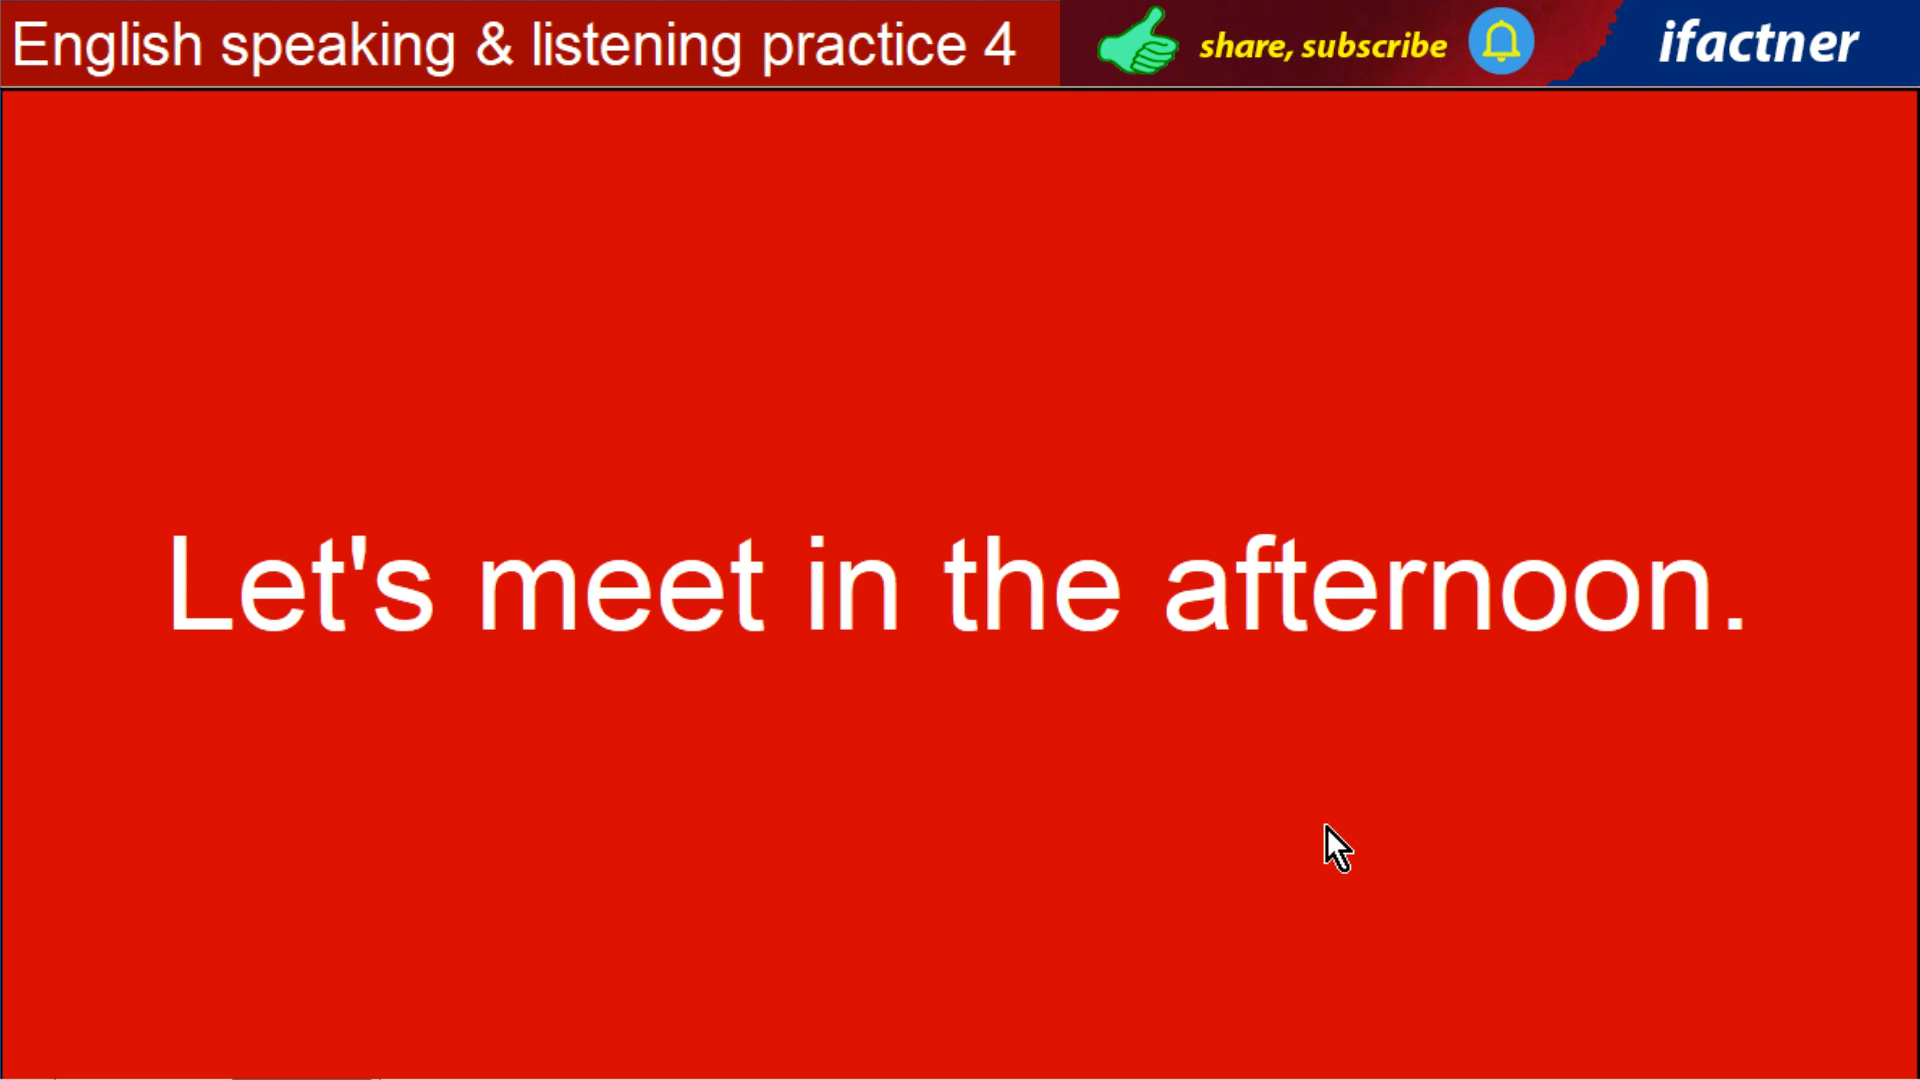 English speaking & listening practice 4
share, subscribe
ifactner
Let's meet in the afternoon.